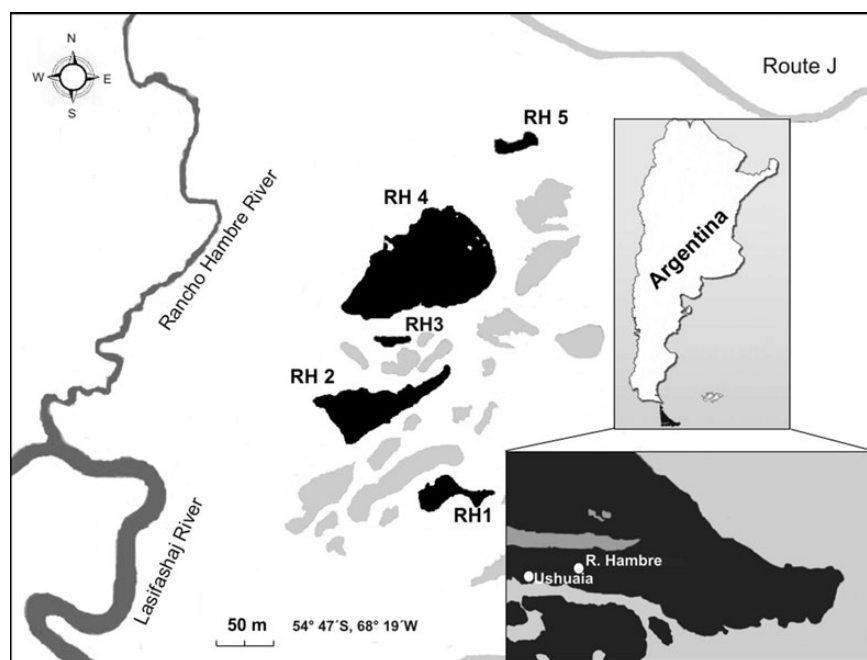 N
W E
S
Route J
RH 5
RH 4
Rancho Hambre River
Argentina
RH3
RH 2
RH1
Lasifashaj River
R. Hambre
Ushuaia
50 m
54° 47´S, 68° 19´W